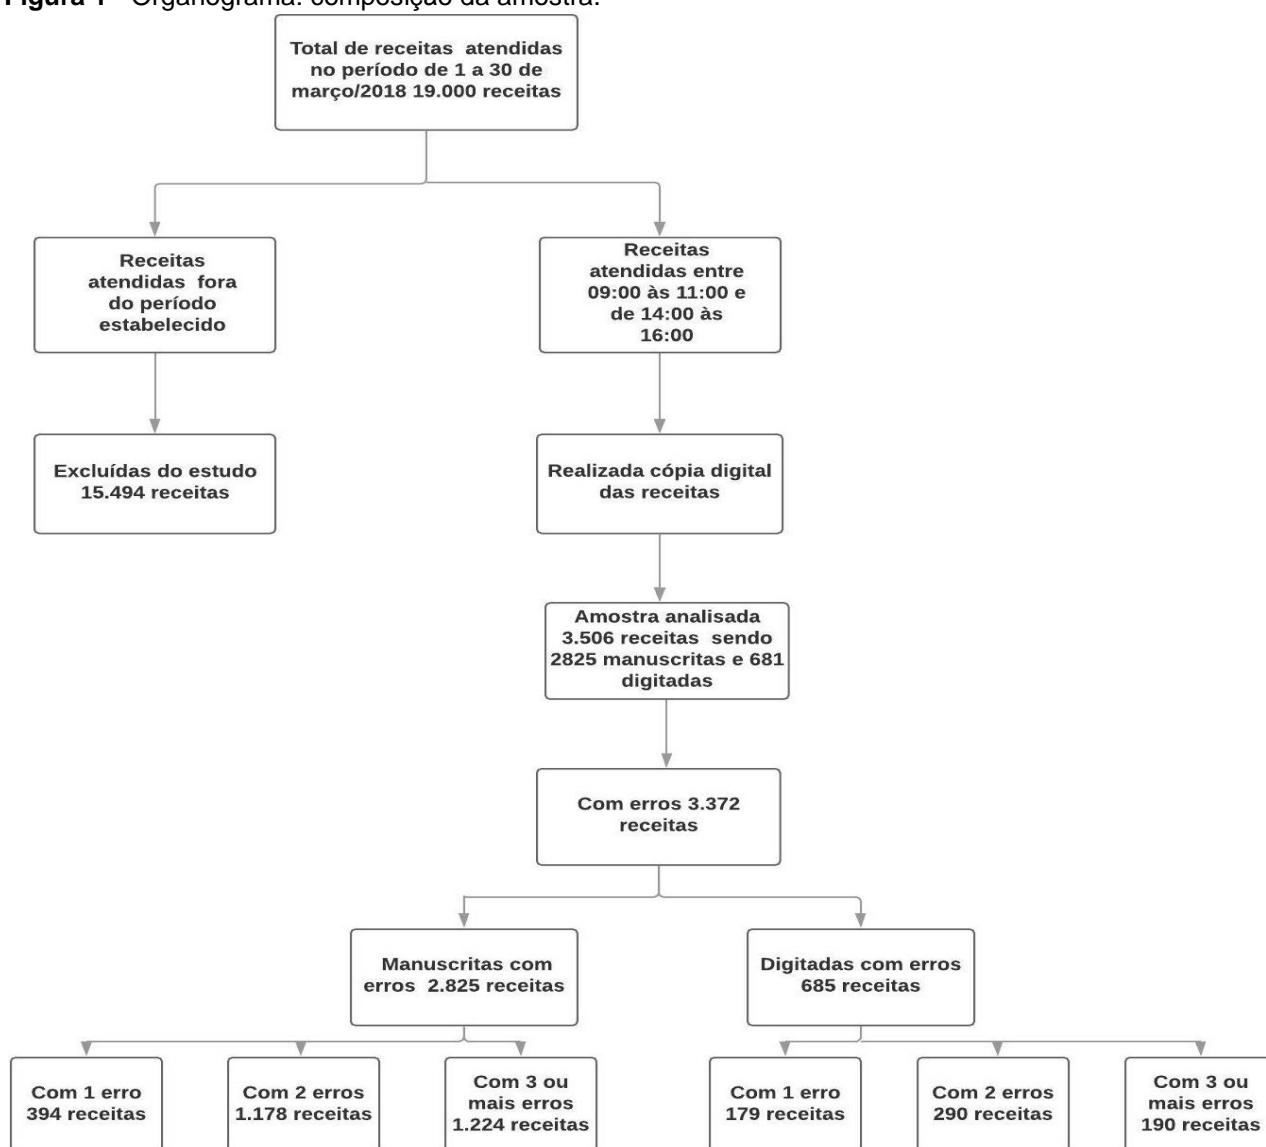 Figura 1 - Organograma: composição da amostra.
Total de receitas atendidas
no período de 1 a 30 de
março/2018 19.000 receitas
Receitas
atendidas fora
do período
estabelecido
Receitas
atendidas entre
09:00 às 11:00 e
de 14:00 às
16:00
Excluídas do estudo
15.494 receitas
Realizada cópia digital
das receitas
Amostra analisada
3.506 receitas sendo
2825 manuscritas e 681
digitadas
Com erros 3.372
receitas
Manuscritas com
erros 2.825 receitas
Digitadas com erros
685 receitas
Com 1 erro
394 receitas
Com 2 erros
1.178 receitas
Com 3 ou
mais erros
1.224 receitas
Com 1 erro
179 receitas
Com 2 erros
290 receitas
Com 3 ou
mais erros
190 receitas